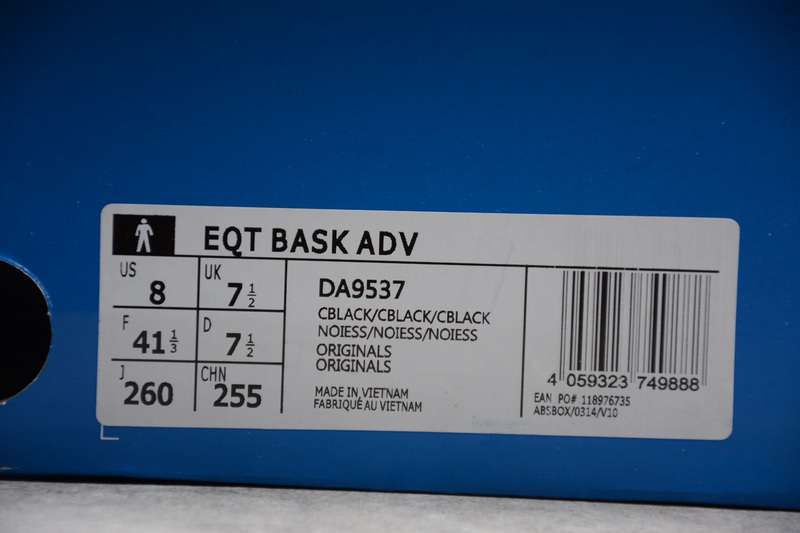 EQT BASK ADV
US 8 UK 7 1/2
F 41 1/3 D 7 1/2
J 260 CHN 255
DA9537
CBLACK/CBLACK/CBLACK
NOIESS/NOIESS/NOIESS
ORIGINALS
ORIGINALS
MADE IN VIETNAM
FABRIQUÉ AU VIETNAM
4 059323 749888
EAN PO# 118976735
ABSBOX/0314/V10